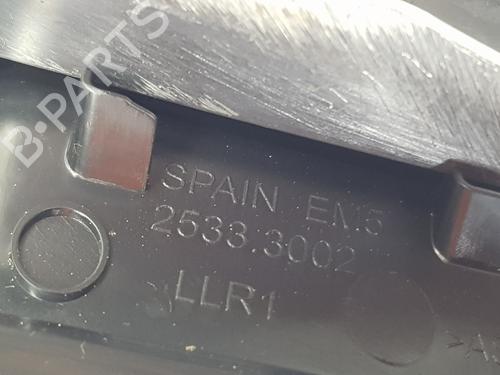 B-PARTS
SPAIN EM5
2533.3002
LLR1
>A